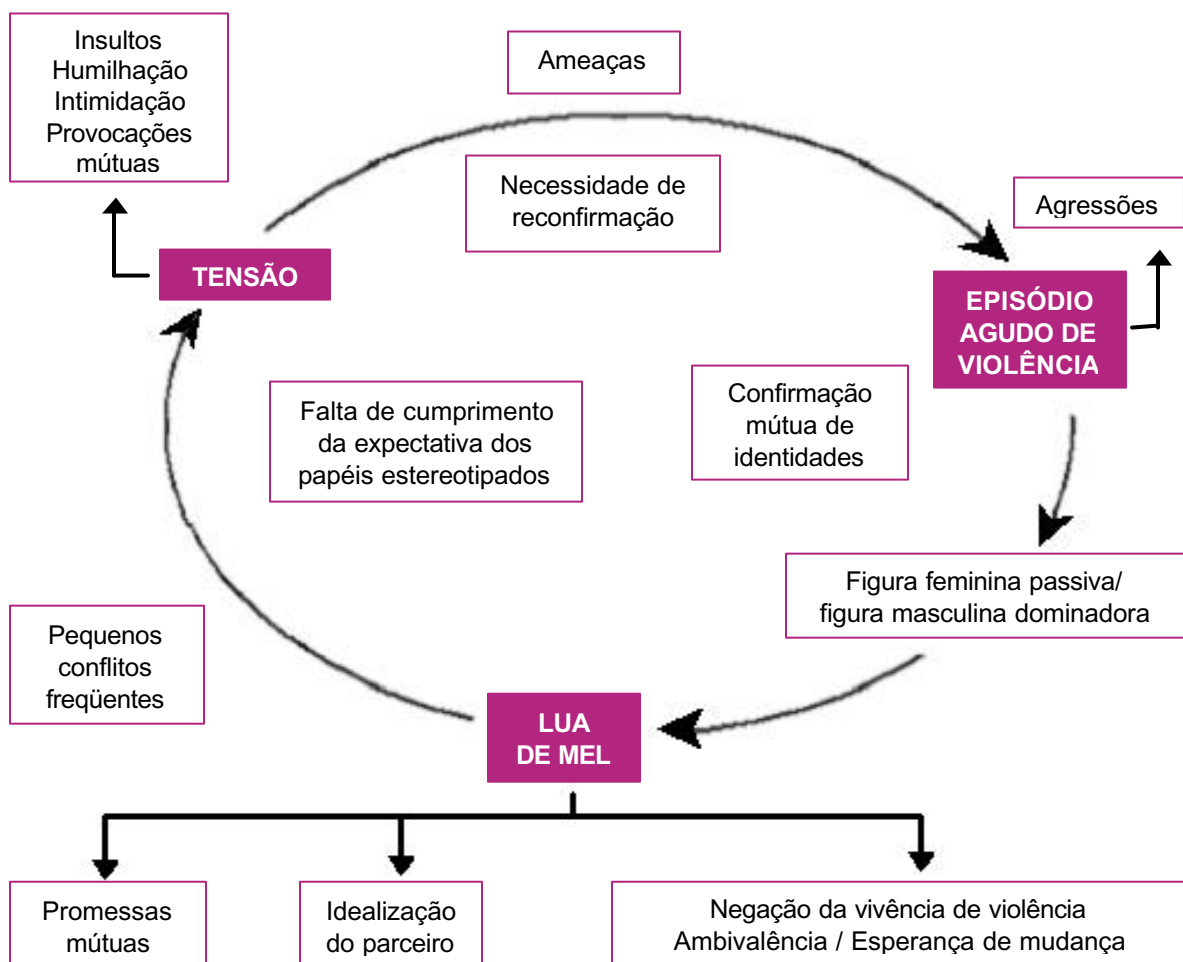 Insultos
Humilhação
Intimidação
Provocações
mútuas
Ameaças
Necessidade de
reconfirmação
Agressões
TENSÃO
EPISÓDIO
AGUDO DE
VIOLÊNCIA
Confirmação
mútua de
identidades
Falta de cumprimento
da expectativa dos
papéis estereotipados
Figura feminina passiva/
figura masculina dominadora
Pequenos
conflitos
freqüentes
LUA
DE MEL
Promessas
mútuas
Idealização
do parceiro
Negação da vivência de violência
Ambivalência / Esperança de mudança